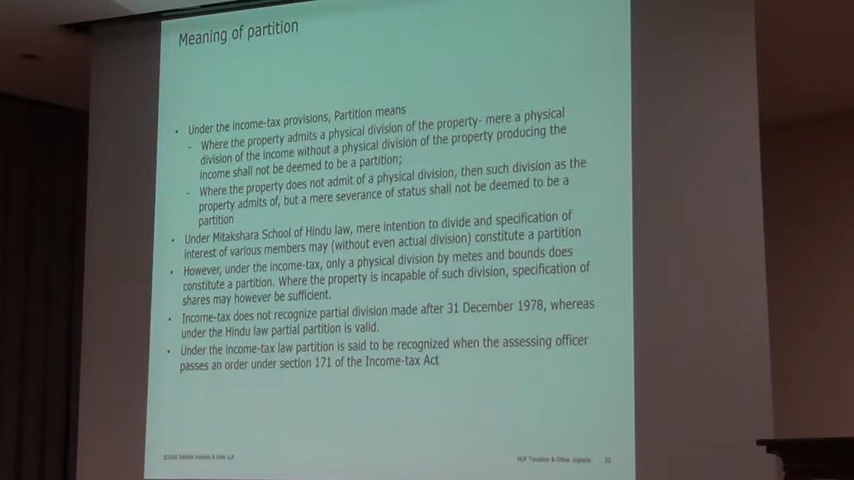 Meaning of partition
• Under the income-tax provisions, Partition means
- Where the property admits a physical division of the property- mere a physical
division of the income without a physical division of the property producing the
income shall not be deemed to be a partition;
- Where the property does not admit of a physical division, then such division as the
property admits of, but a mere severance of status shall not be deemed to be a
partition
• Under Mitakshara School of Hindu law, mere intention to divide and specification of
interest of various members may (without even actual division) constitute a partition
• However, under the income-tax, only a physical division by metes and bounds does
constitute a partition. Where the property is incapable of such division, specification of
shares may however be sufficient.
• Income-tax does not recognize partial division made after 31 December 1978, whereas
under the Hindu law partial partition is valid.
• Under the income-tax law partition is said to be recognized when the assessing officer
passes an order under section 171 of the Income-tax Act
Deloitte Haskins & Sells LLP
HUF Taxation & Other Aspects